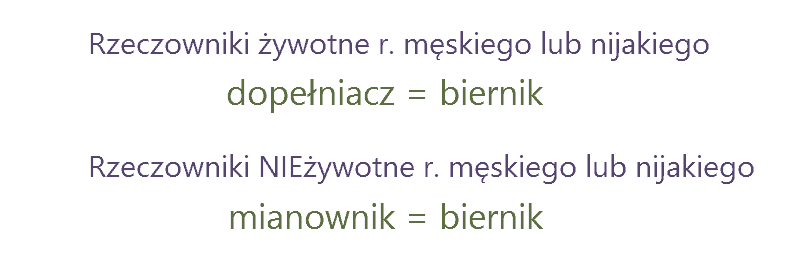 Rzeczowniki żywotne r. męskiego lub nijakiego
dopełniacz = biernik
Rzeczowniki NIEżywotne r. męskiego lub nijakiego
mianownik = biernik